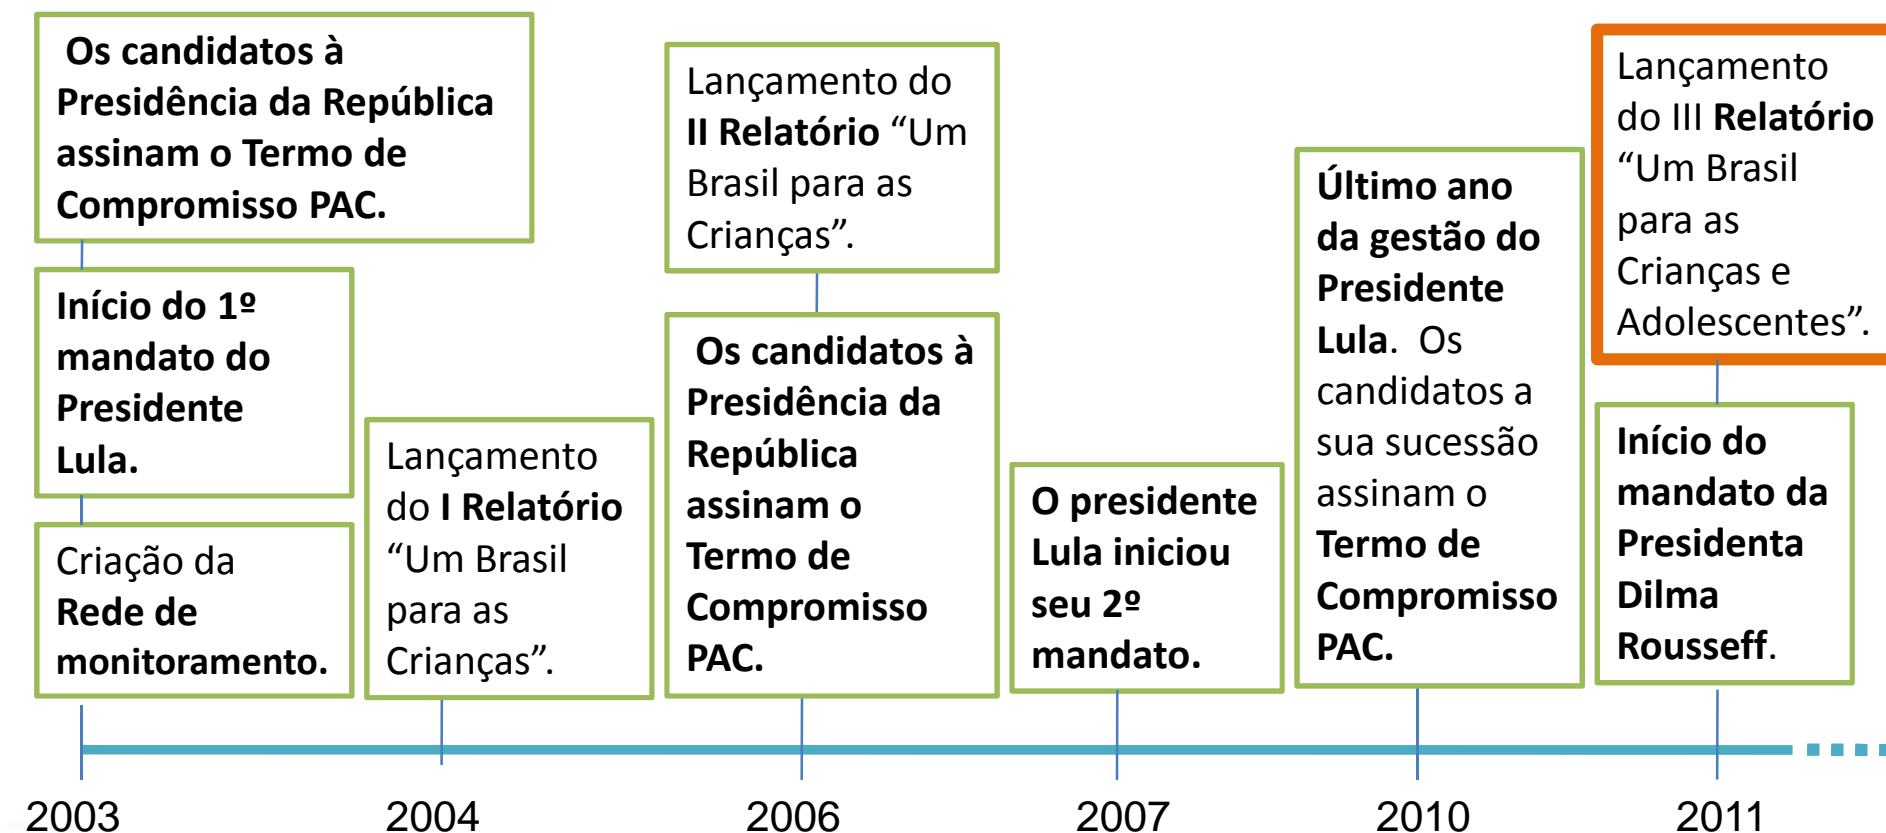 Os candidatos à
Presidência da República
assinam o Termo de
Compromisso PAC.
Início do 1º
mandato do
Presidente
Lula.
Criação da
Rede de
monitoramento.
Lançamento
do I Relatório
“Um Brasil
para as
Crianças”.
Lançamento do
II Relatório “Um
Brasil para as
Crianças”.
Os candidatos à
Presidência da
República
assinam o
Termo de
Compromisso
PAC.
O presidente
Lula iniciou
seu 2º
mandato.
Último ano
da gestão do
Presidente
Lula. Os
candidatos a
sua sucessão
assinam o
Termo de
Compromisso
PAC.
Lançamento
do III Relatório
“Um Brasil
para as
Crianças e
Adolescentes”.
Início do
mandato da
Presidenta
Dilma
Rousseff.
2003 2004 2006 2007 2010 2011